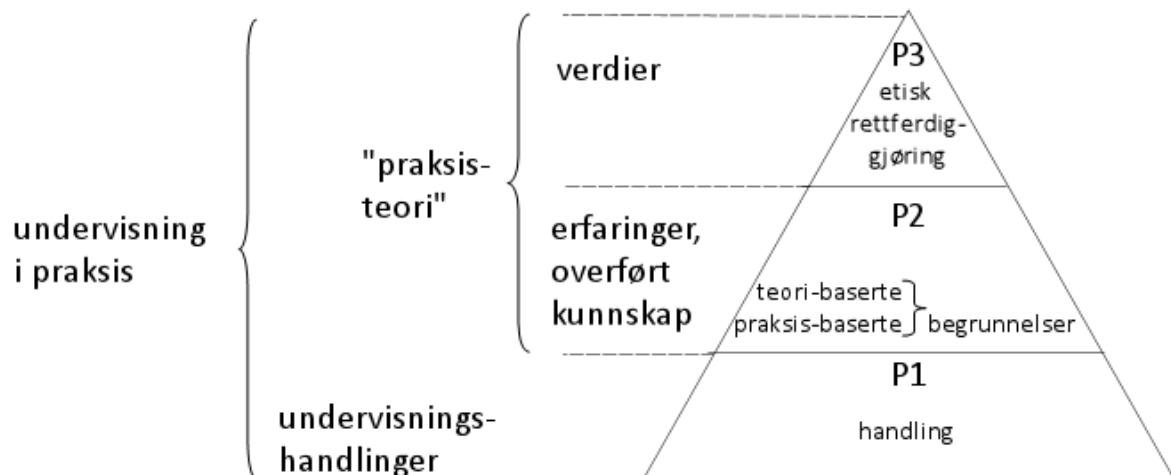 undervisning
i praksis
"praksis-
teori"
undervisnings-
handlinger
verdier
erfaringer,
overført
kunnskap
P3
etisk
rettferdig-
gjøring
P2
teori-baserte
praksis-baserte
begrunnelser
P1
handling